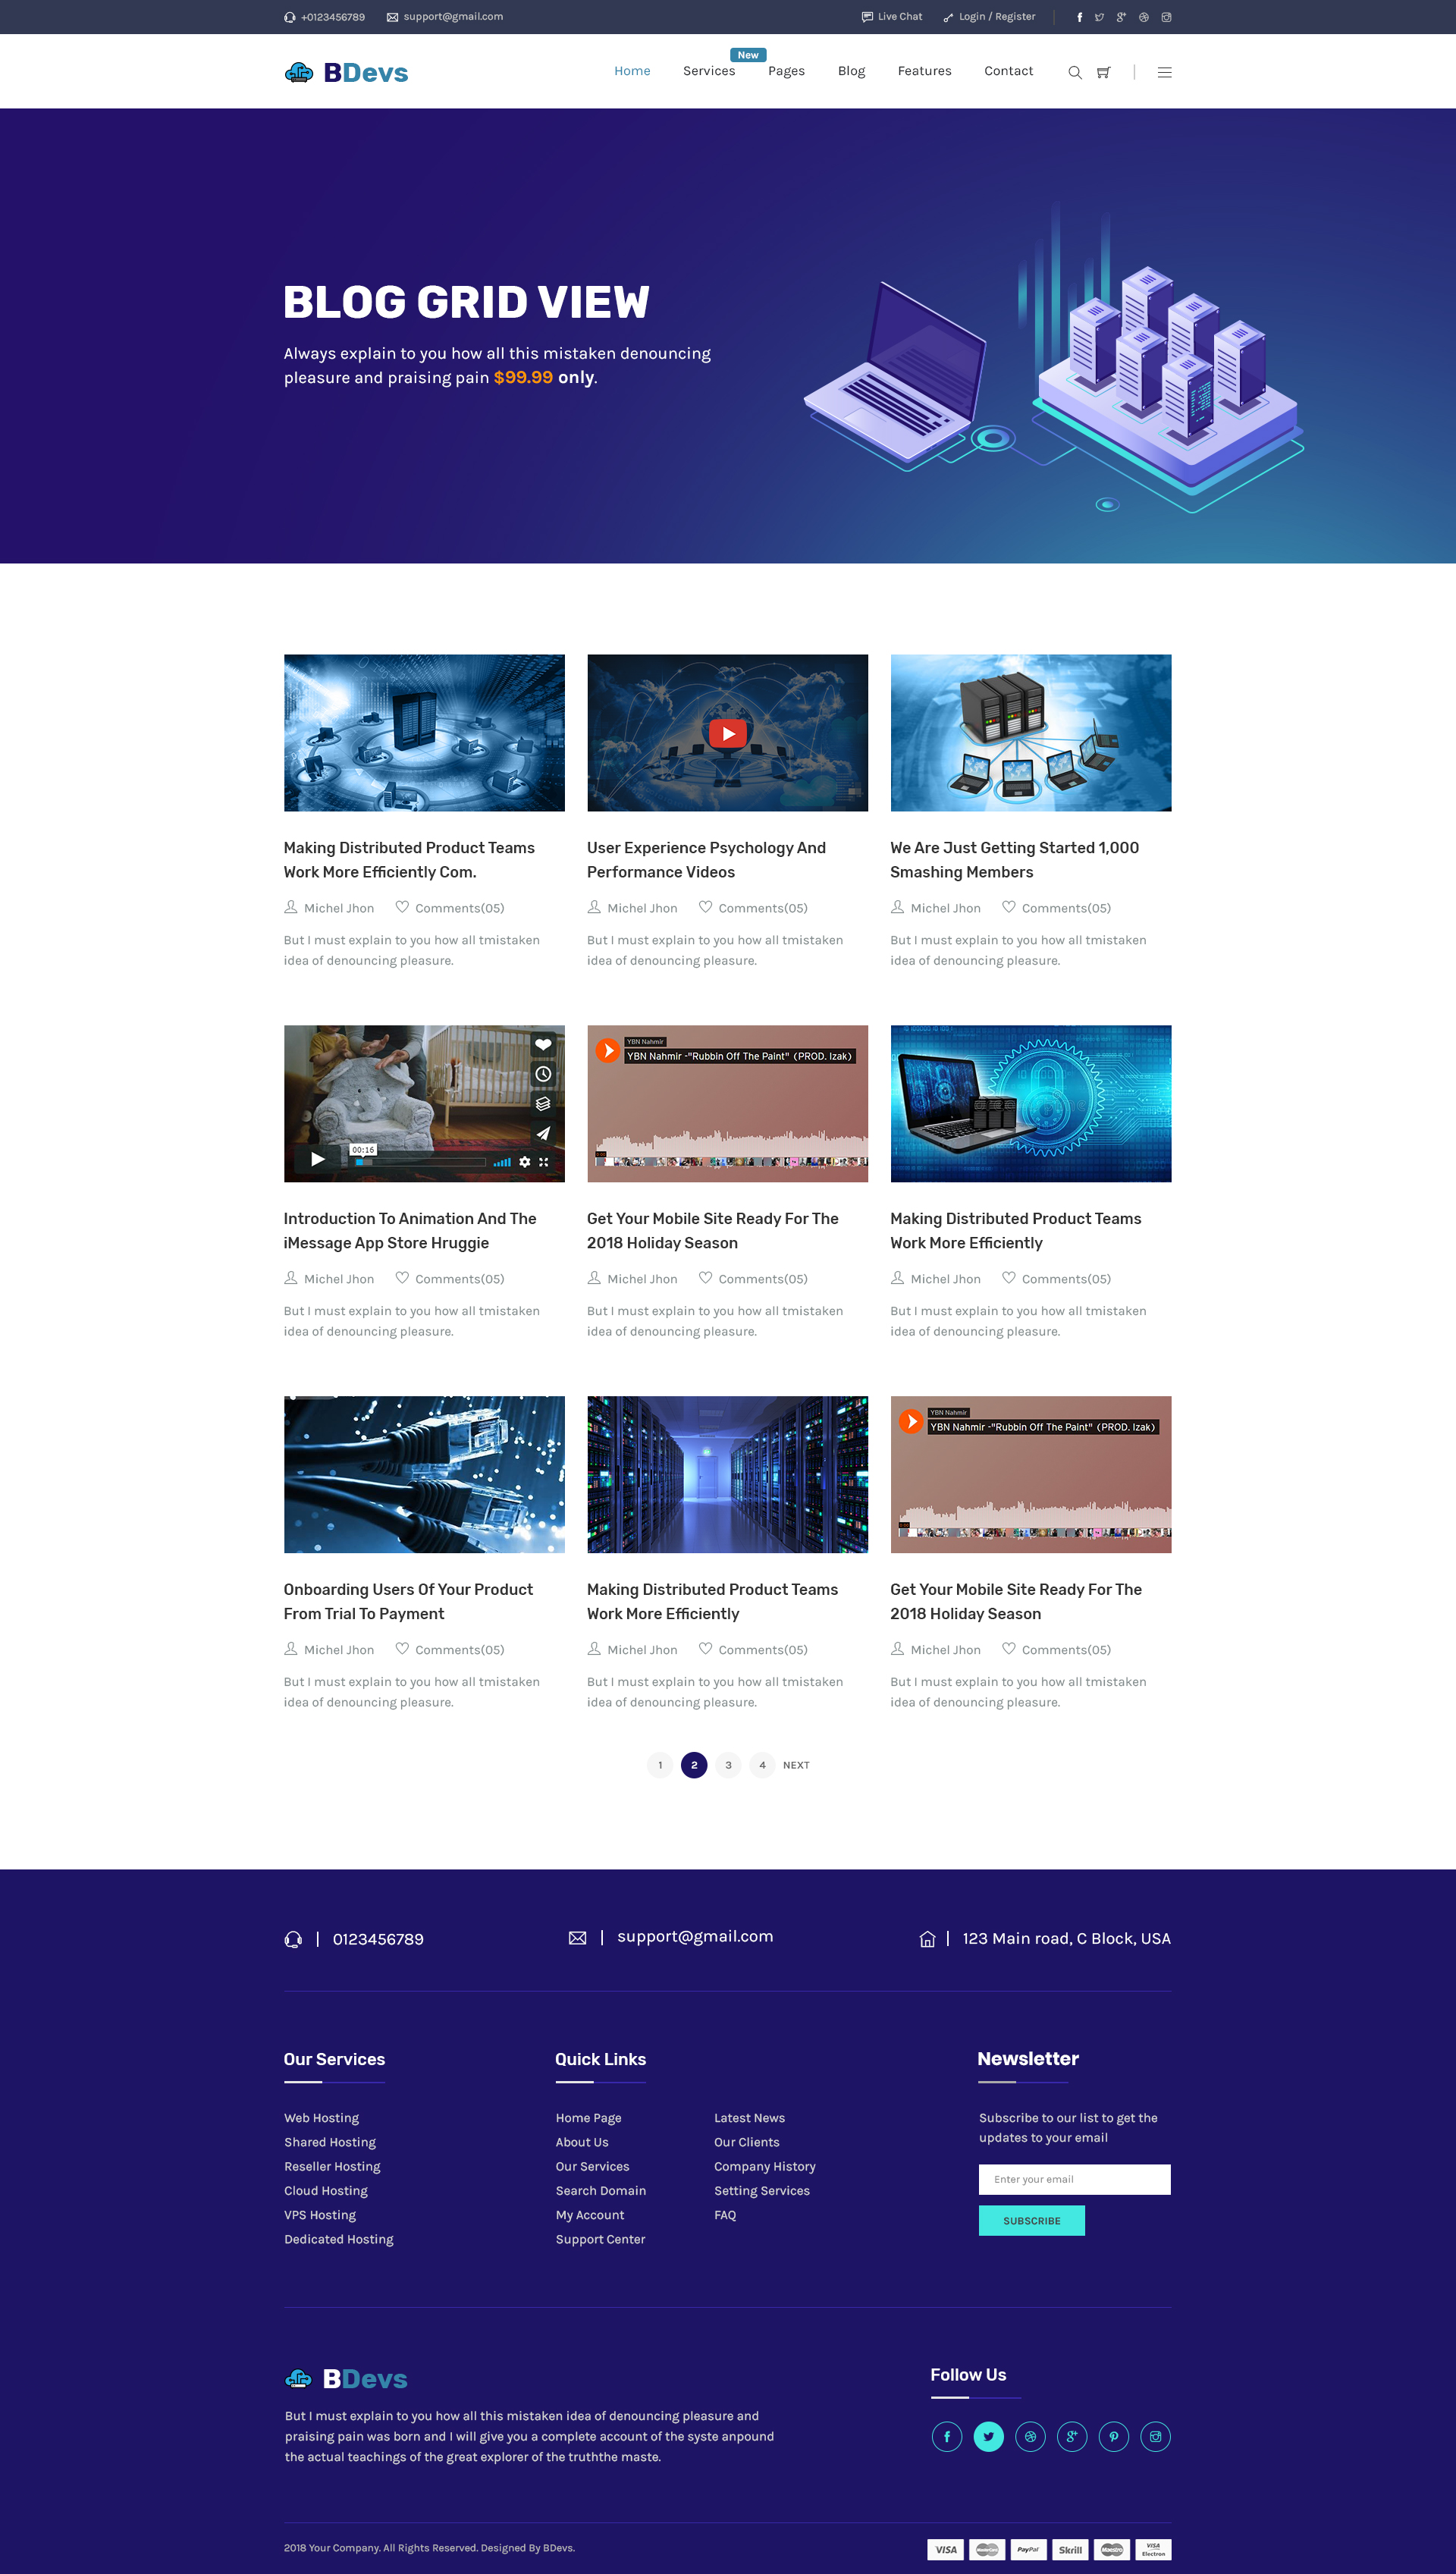 +0123456789 support@gmail.com Live Chat Login / Register
BDevs
New
Home Services Pages Blog Features Contact
BLOG GRID VIEW
Always explain to you how all this mistaken denouncing
pleasure and praising pain $99.99 only.
Making Distributed Product Teams
Work More Efficiently Com.
Michel Jhon Comments(05)
But I must explain to you how all tmistaken
idea of denouncing pleasure.
User Experience Psychology And
Performance Videos
Michel Jhon Comments(05)
But I must explain to you how all tmistaken
idea of denouncing pleasure.
We Are Just Getting Started 1,000
Smashing Members
Michel Jhon Comments(05)
But I must explain to you how all tmistaken
idea of denouncing pleasure.
00:16
Introduction To Animation And The
iMessage App Store Hruggie
Michel Jhon Comments(05)
But I must explain to you how all tmistaken
idea of denouncing pleasure.
YBN Nahmir
YBN Nahmir -"Rubbin Off The Paint" (PROD. Izak)
Get Your Mobile Site Ready For The
2018 Holiday Season
Michel Jhon Comments(05)
But I must explain to you how all tmistaken
idea of denouncing pleasure.
Making Distributed Product Teams
Work More Efficiently
Michel Jhon Comments(05)
But I must explain to you how all tmistaken
idea of denouncing pleasure.
Onboarding Users Of Your Product
From Trial To Payment
Michel Jhon Comments(05)
But I must explain to you how all tmistaken
idea of denouncing pleasure.
Making Distributed Product Teams
Work More Efficiently
Michel Jhon Comments(05)
But I must explain to you how all tmistaken
idea of denouncing pleasure.
YBN Nahmir
YBN Nahmir -"Rubbin Off The Paint" (PROD. Izak)
Get Your Mobile Site Ready For The
2018 Holiday Season
Michel Jhon Comments(05)
But I must explain to you how all tmistaken
idea of denouncing pleasure.
1 2 3 4 NEXT
0123456789
support@gmail.com
123 Main road, C Block, USA
Our Services
Web Hosting
Shared Hosting
Reseller Hosting
Cloud Hosting
VPS Hosting
Dedicated Hosting
Quick Links
Home Page
About Us
Our Services
Search Domain
My Account
Support Center
Latest News
Our Clients
Company History
Setting Services
FAQ
Newsletter
Subscribe to our list to get the
updates to your email
Enter your email
SUBSCRIBE
BDevs
But I must explain to you how all this mistaken idea of denouncing pleasure and
praising pain was born and I will give you a complete account of the syste anpound
the actual teachings of the great explorer of the truththe maste.
Follow Us
2018 Your Company. All Rights Reserved. Designed By BDevs.
VISA MasterCard PayPal Skrill Maestro VISA Electron